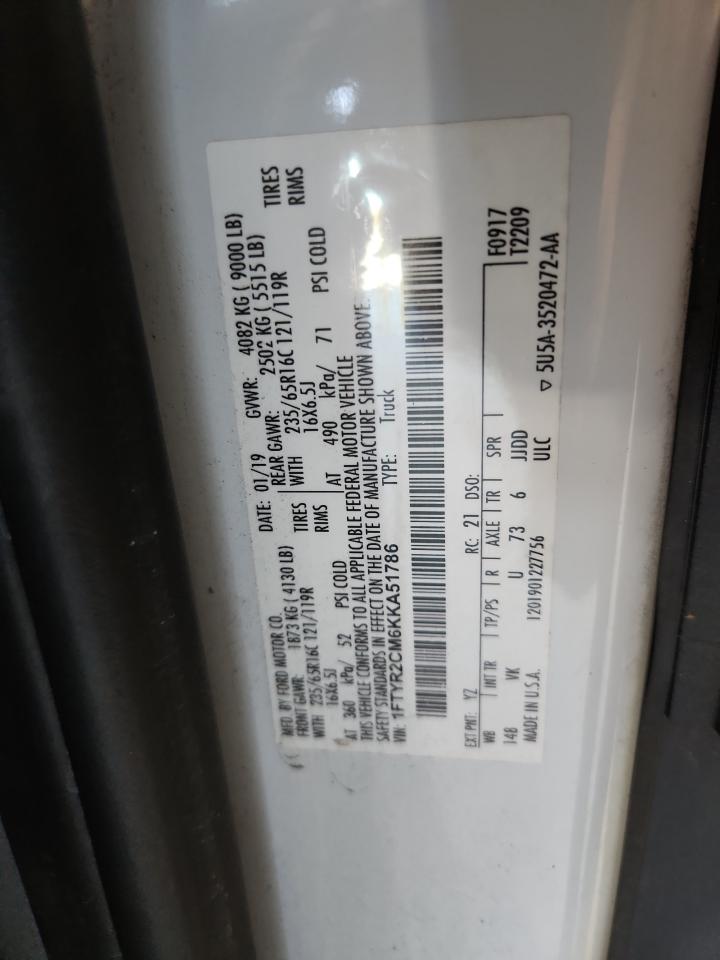 MFD. BY FORD MOTOR CO. DATE: 01/19 GVWR: 4082 KG ( 9000 LB)
FRONT GAWR: 1873 KG ( 4130 LB) REAR GAWR: 2502 KG ( 5515 LB)
WITH 235/65R16C 121/119R TIRES WITH 235/65R16C 121/119R TIRES
16X6.5J RIMS 16X6.5J RIMS
AT 360 kPa/ 52 PSI COLD AT 490 kPa/ 71 PSI COLD
THIS VEHICLE CONFORMS TO ALL APPLICABLE FEDERAL MOTOR VEHICLE
SAFETY STANDARDS IN EFFECT ON THE DATE OF MANUFACTURE SHOWN ABOVE.
VIN: 1FTYR2CM6KKA51786 TYPE: Truck
EXT PNT: YZ RC: 21 DSO: F0917
WB INT TR TP/PS R AXLE TR SPR T2209
148 VK U 73 6 JJDD
MADE IN U.S.A. 1201901227756 ULC ▽ 5U5A-3520472-AA